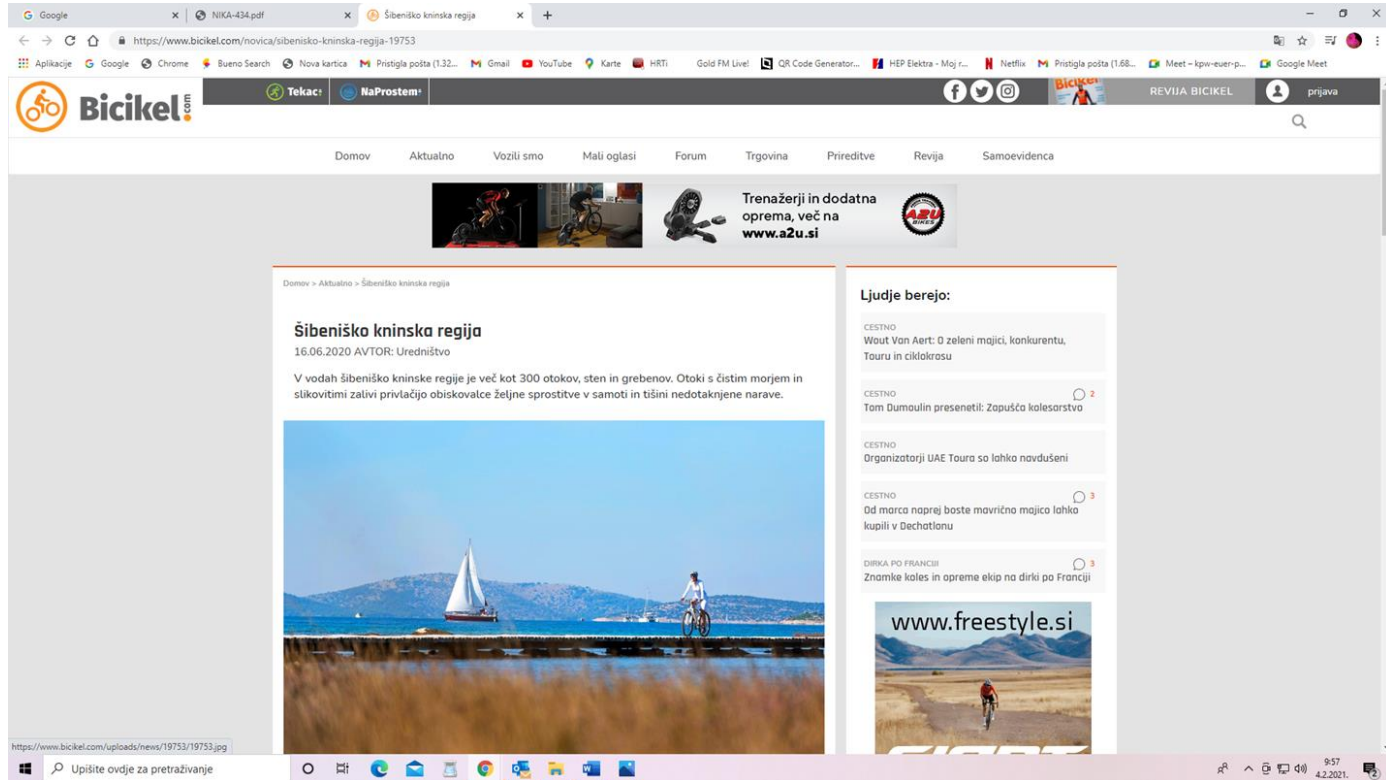 Google
NIKA-434.pdf
Šibeniško kninska regija
https://www.bicikel.com/novica/sibenisko-kninska-regija-19753
Aplikacije Google Chrome Bueno Search Nova kartica Pristigla pošta (1.32... Gmail YouTube Karte HRTi Gold FM Live! QR Code Generator... HEP Elektra - Moj r... Netflix Pristigla pošta (1.68... Meet – kpw-euer-p... Google Meet
Bicikel.com
Tekac: NaProstem:
Bicikel
REVIJA BICIKEL
prijava
Domov Aktualno Vozili smo Mali oglasi Forum Trgovina Prireditve Revija Samoevidenca
Trenažerji in dodatna
oprema, več na
www.a2u.si
A2U
BIKES
Domov > Aktualno > Šibeniško kninska regija
Šibeniško kninska regija
16.06.2020 AVTOR: Uredništvo
V vodah šibeniško kninske regije je več kot 300 otokov, sten in grebenov. Otoki s čistim morjem in
slikovitimi zalivi privlačijo obiskovalce željne sprostitve v samoti in tišini nedotaknjene narave.
Ljudje berejo:
CESTNO
Wout Van Aert: O zeleni majici, konkurentu,
Touru in ciklokrosu
CESTNO 2
Tom Dumoulin presenetil: Zapušča kolesarstvo
CESTNO
Organizatorji UAE Toura so lahko navdušeni
CESTNO 3
Od marca naprej boste mavrično majico lahko
kupili v Dechatlonu
DIRKA PO FRANCIJI 3
Znamke koles in opreme ekip na dirki po Franciji
www.freestyle.si
GIANT
https://www.bicikel.com/uploads/news/19753/19753.jpg
Upišite ovdje za pretraživanje
9:57
4.2.2021.
2